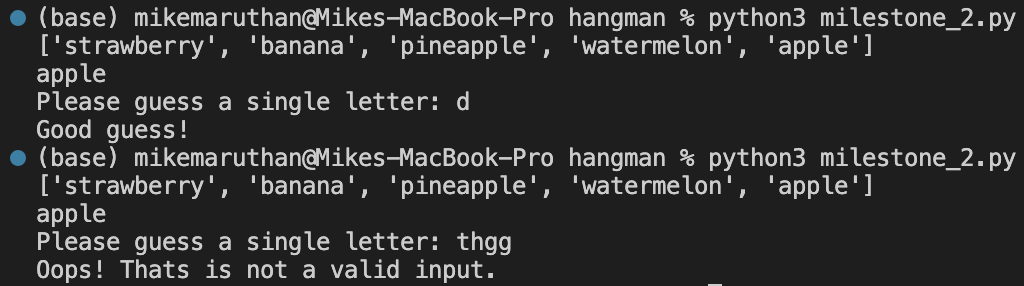 (base) mikemaruthan@Mikes-MacBook-Pro hangman % python3 milestone_2.py
['strawberry', 'banana', 'pineapple', 'watermelon', 'apple']
apple
Please guess a single letter: d
Good guess!
(base) mikemaruthan@Mikes-MacBook-Pro hangman % python3 milestone_2.py
['strawberry', 'banana', 'pineapple', 'watermelon', 'apple']
apple
Please guess a single letter: thgg
Oops! Thats is not a valid input.